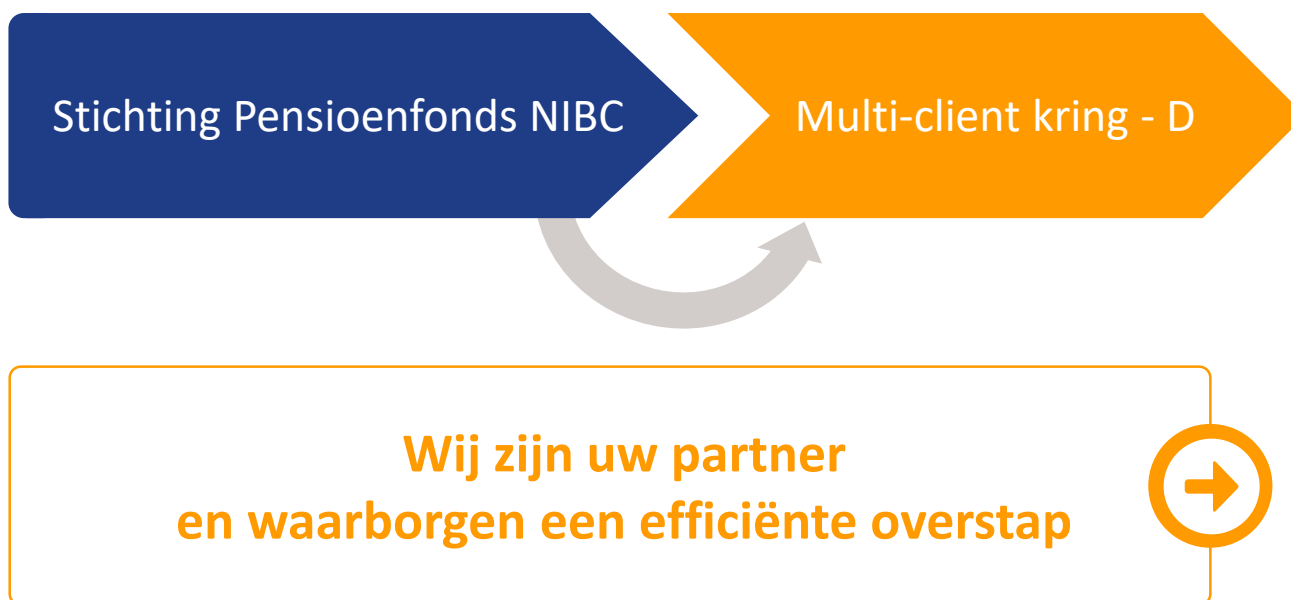 Stichting Pensioenfonds NIBC
Multi-client kring - D
Wij zijn uw partner
en waarborgen een efficiënte overstap